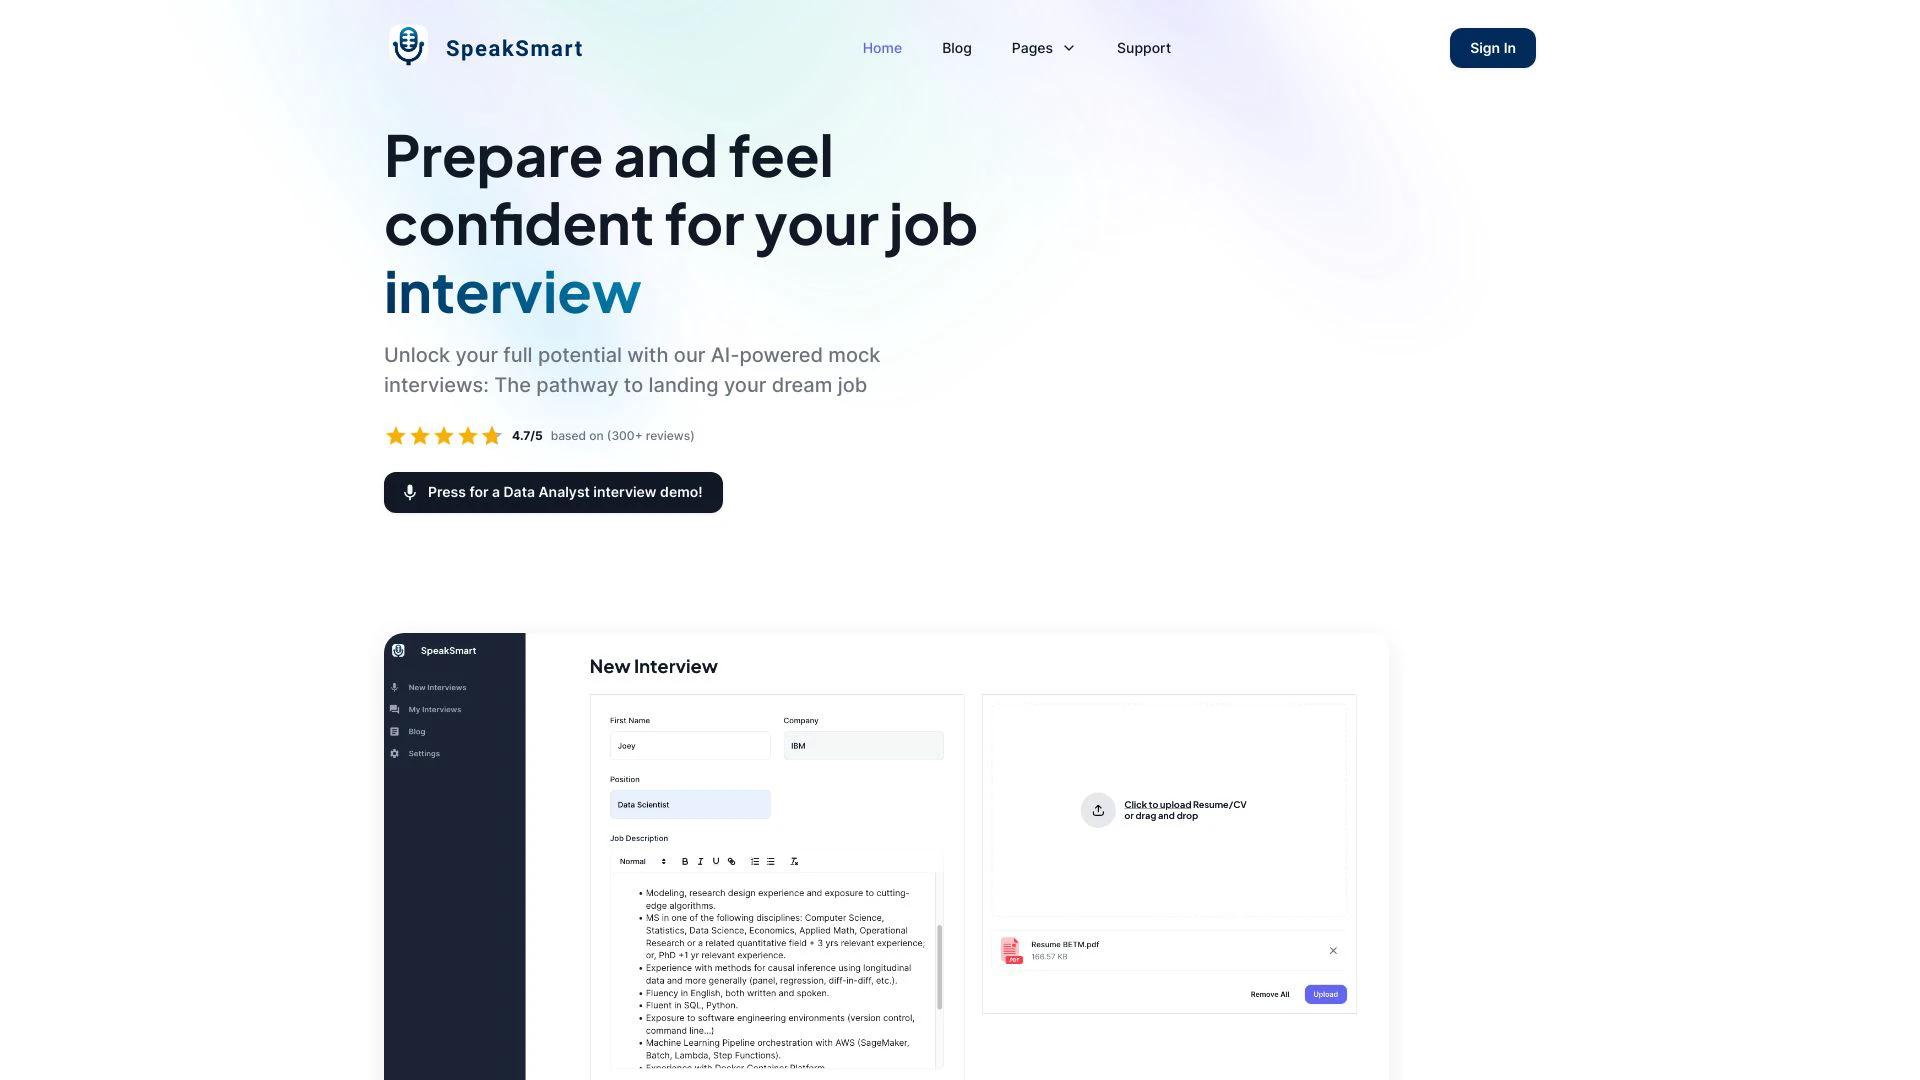 SpeakSmart
Home
Blog
Pages
Support
Sign In
Prepare and feel
confident for your job
interview
Unlock your full potential with our AI-powered mock
interviews: The pathway to landing your dream job
4.7/5 based on (300+ reviews)
Press for a Data Analyst interview demo!
SpeakSmart
New Interviews
My Interviews
Blog
Settings
New Interview
First Name
Company
Joey
IBM
Position
Data Scientist
Job Description
Normal
• Modeling, research design experience and exposure to cutting-
edge algorithms.
• MS in one of the following disciplines: Computer Science,
Statistics, Data Science, Economics, Applied Math, Operational
Research or a related quantitative field + 3 yrs relevant experience;
or, PhD +1 yr relevant experience.
• Experience with methods for causal inference using longitudinal
data and more generally (panel, regression, diff-in-diff, etc.).
• Fluency in English, both written and spoken.
• Fluent in SQL, Python.
• Exposure to software engineering environments (version control,
command line...)
• Machine Learning Pipeline orchestration with AWS (SageMaker,
Batch, Lambda, Step Functions).
• Experience with Docker Container Platform
Click to upload Resume/CV
or drag and drop
PDF
Resume BETM.pdf
166.57 KB
Remove All
Upload